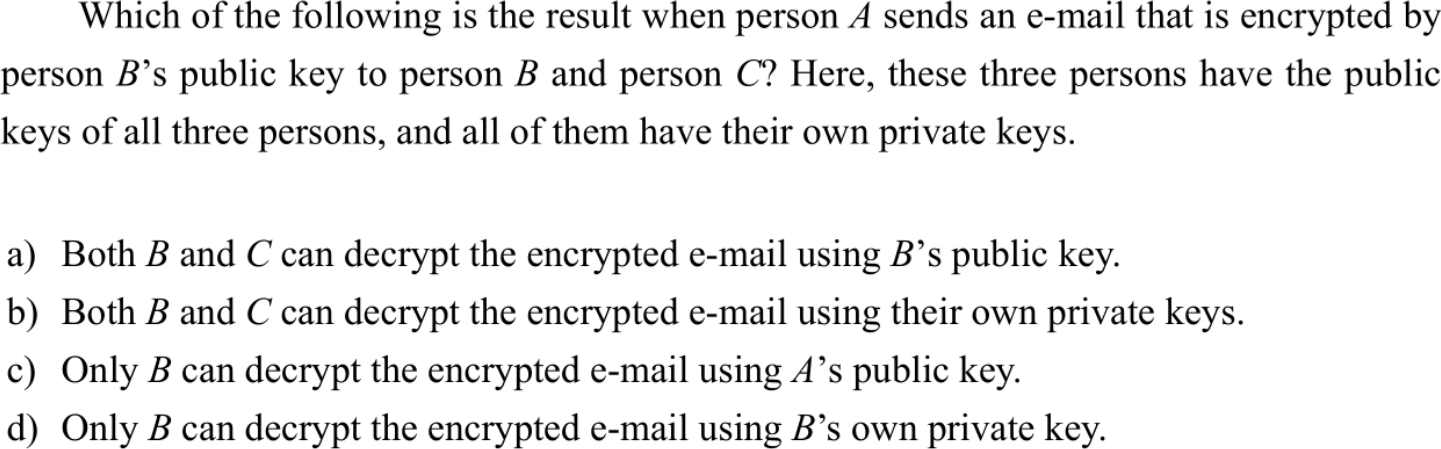 Which of the following is the result when person A sends an e-mail that is encrypted by
person B’s public key to person B and person C? Here, these three persons have the public
keys of all three persons, and all of them have their own private keys.
a) Both B and C can decrypt the encrypted e-mail using B’s public key.
b) Both B and C can decrypt the encrypted e-mail using their own private keys.
c) Only B can decrypt the encrypted e-mail using A’s public key.
d) Only B can decrypt the encrypted e-mail using B’s own private key.